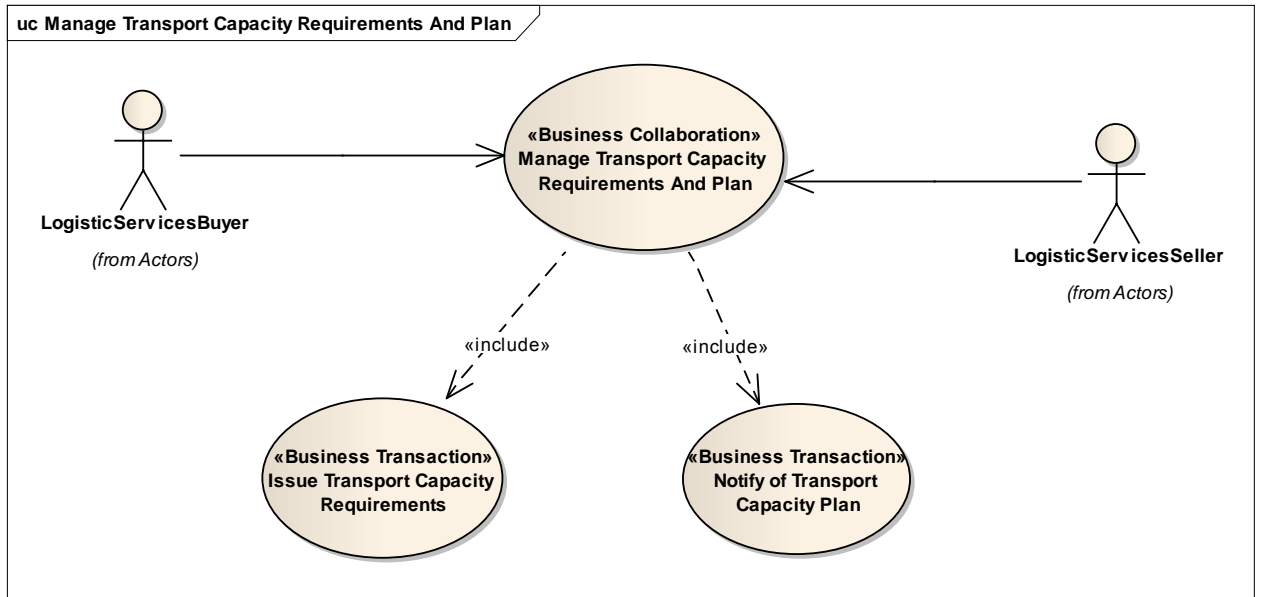 uc Manage Transport Capacity Requirements And Plan
«Business Collaboration»
Manage Transport Capacity
Requirements And Plan
LogisticServicesBuyer
(from Actors)
LogisticServicesSeller
(from Actors)
«include»
«include»
«Business Transaction»
Issue Transport Capacity
Requirements
«Business Transaction»
Notify of Transport
Capacity Plan